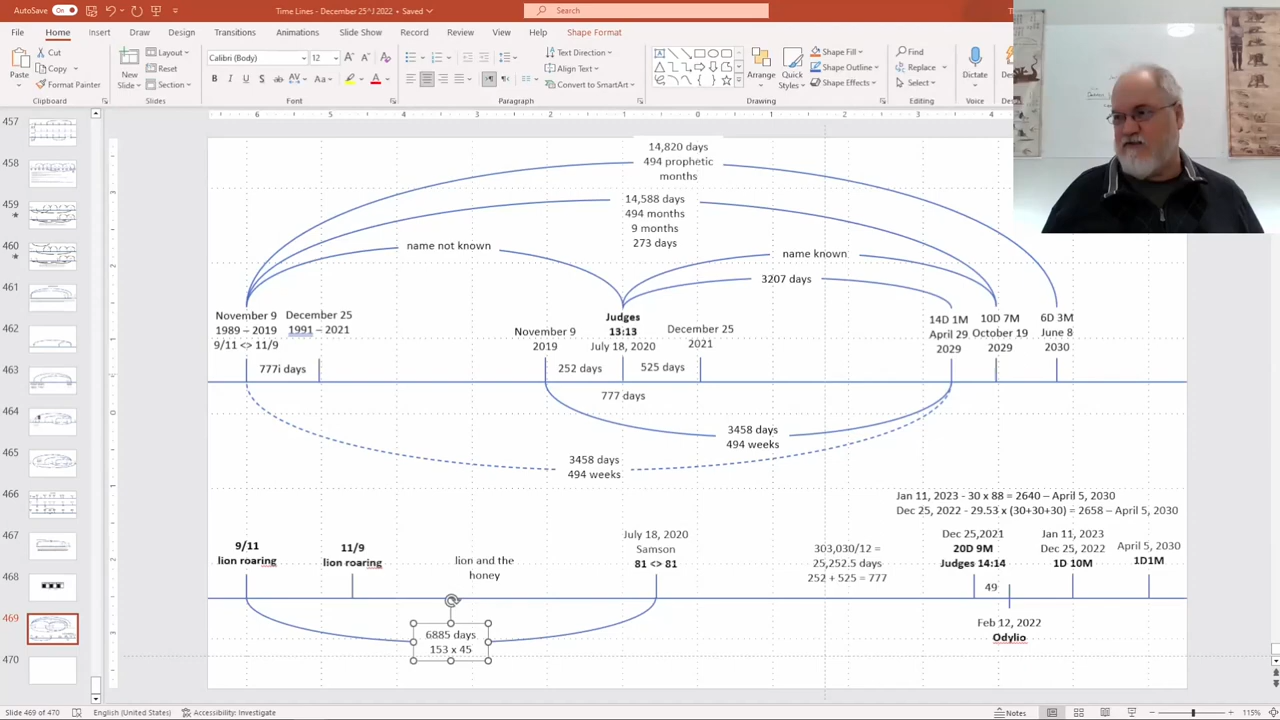 AutoSave On
Time Lines - December 25^J 2022 • Saved
Search
File Home Insert Draw Design Transitions Animations Slide Show Record Review View Help Shape Format
Paste
Cut
Copy
Format Painter
Clipboard
New Slide
Layout
Reset
Section
Slides
Calibri (Body) 12
Font
Paragraph
Text Direction
Align Text
Convert to SmartArt
Arrange
Quick Styles
Shape Fill
Shape Outline
Shape Effects
Drawing
Find
Replace
Select
Editing
Dictate
Voice
457
458
459
460
461
462
463
464
465
466
467
468
469
470
14,820 days
494 prophetic
months
14,588 days
494 months
9 months
273 days
name not known
name known
3207 days
November 9
1989 – 2019
9/11 <> 11/9
December 25
1991 – 2021
November 9
2019
Judges
13:13
July 18, 2020
December 25
2021
14D 1M
April 29
2029
10D 7M
October 19
2029
6D 3M
June 8
2030
777i days
252 days
525 days
777 days
3458 days
494 weeks
3458 days
494 weeks
Jan 11, 2023 - 30 x 88 = 2640 – April 5, 2030
Dec 25, 2022 - 29.53 x (30+30+30) = 2658 – April 5, 2030
9/11
lion roaring
11/9
lion roaring
lion and the
honey
July 18, 2020
Samson
81 <> 81
303,030/12 =
25,252.5 days
252 + 525 = 777
Dec 25,2021
20D 9M
Judges 14:14
Jan 11, 2023
Dec 25, 2022
1D 10M
April 5, 2030
1D1M
49
Feb 12, 2022
Odylio
6885 days
153 x 45
Slide 469 of 470
English (United States)
Accessibility: Investigate
Notes
115%